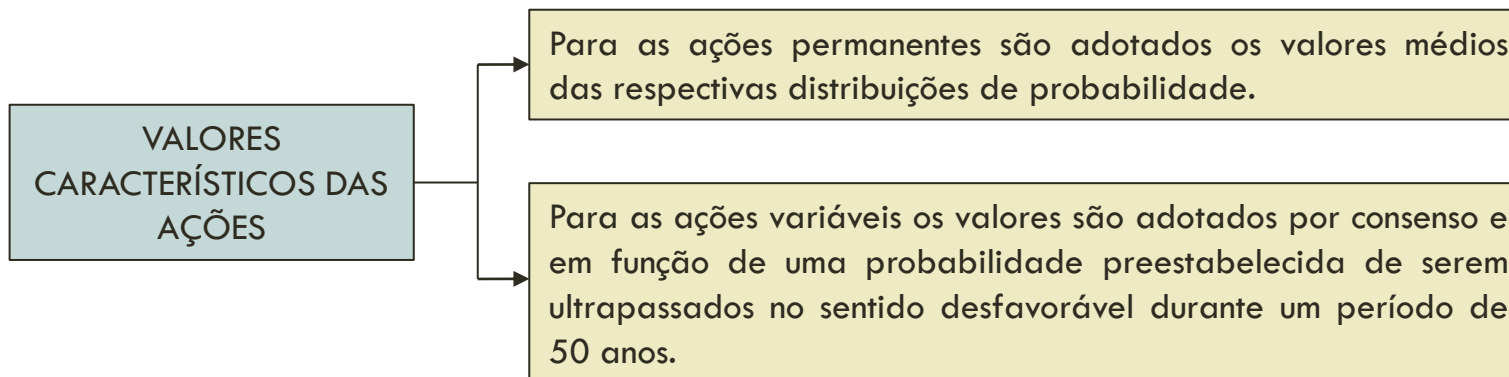 VALORES
CARACTERÍSTICOS DAS
AÇÕES
Para as ações permanentes são adotados os valores médios
das respectivas distribuições de probabilidade.
Para as ações variáveis os valores são adotados por consenso e
em função de uma probabilidade preestabelecida de serem
ultrapassados no sentido desfavorável durante um período de
50 anos.